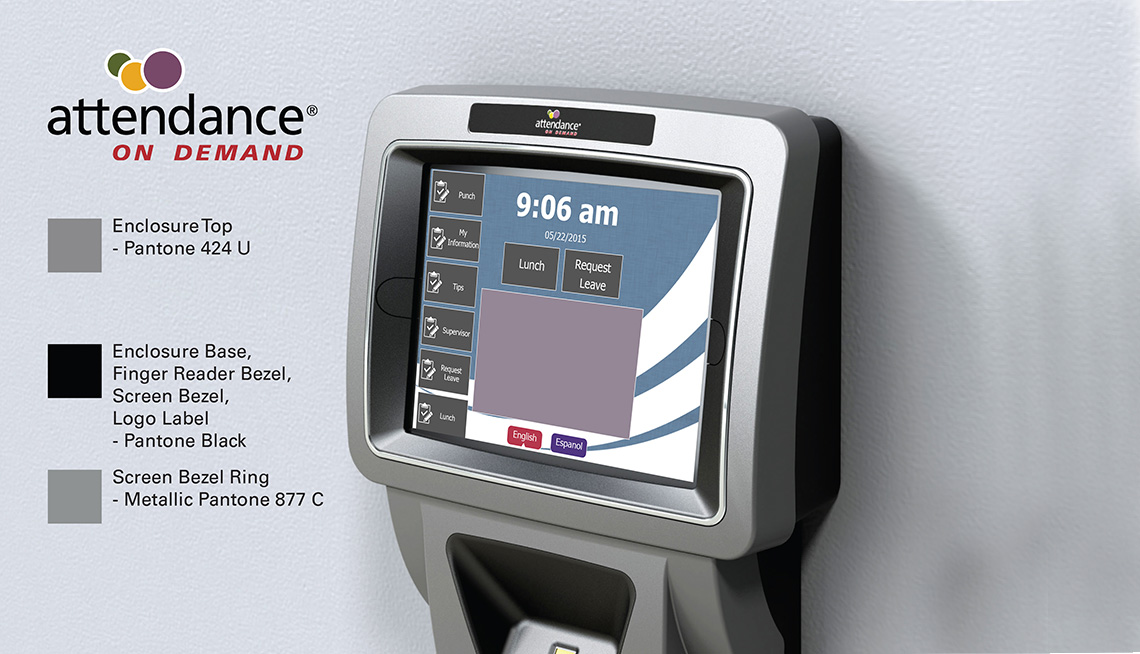 attendance®
ON DEMAND
Enclosure Top
- Pantone 424 U
Enclosure Base,
Finger Reader Bezel,
Screen Bezel,
Logo Label
- Pantone Black
Screen Bezel Ring
- Metallic Pantone 877 C
attendance®
ON DEMAND
Punch
My
Information
Tips
Supervisor
Request
Leave
Lunch
9:06 am
05/22/2015
Lunch
Request
Leave
English
Espanol